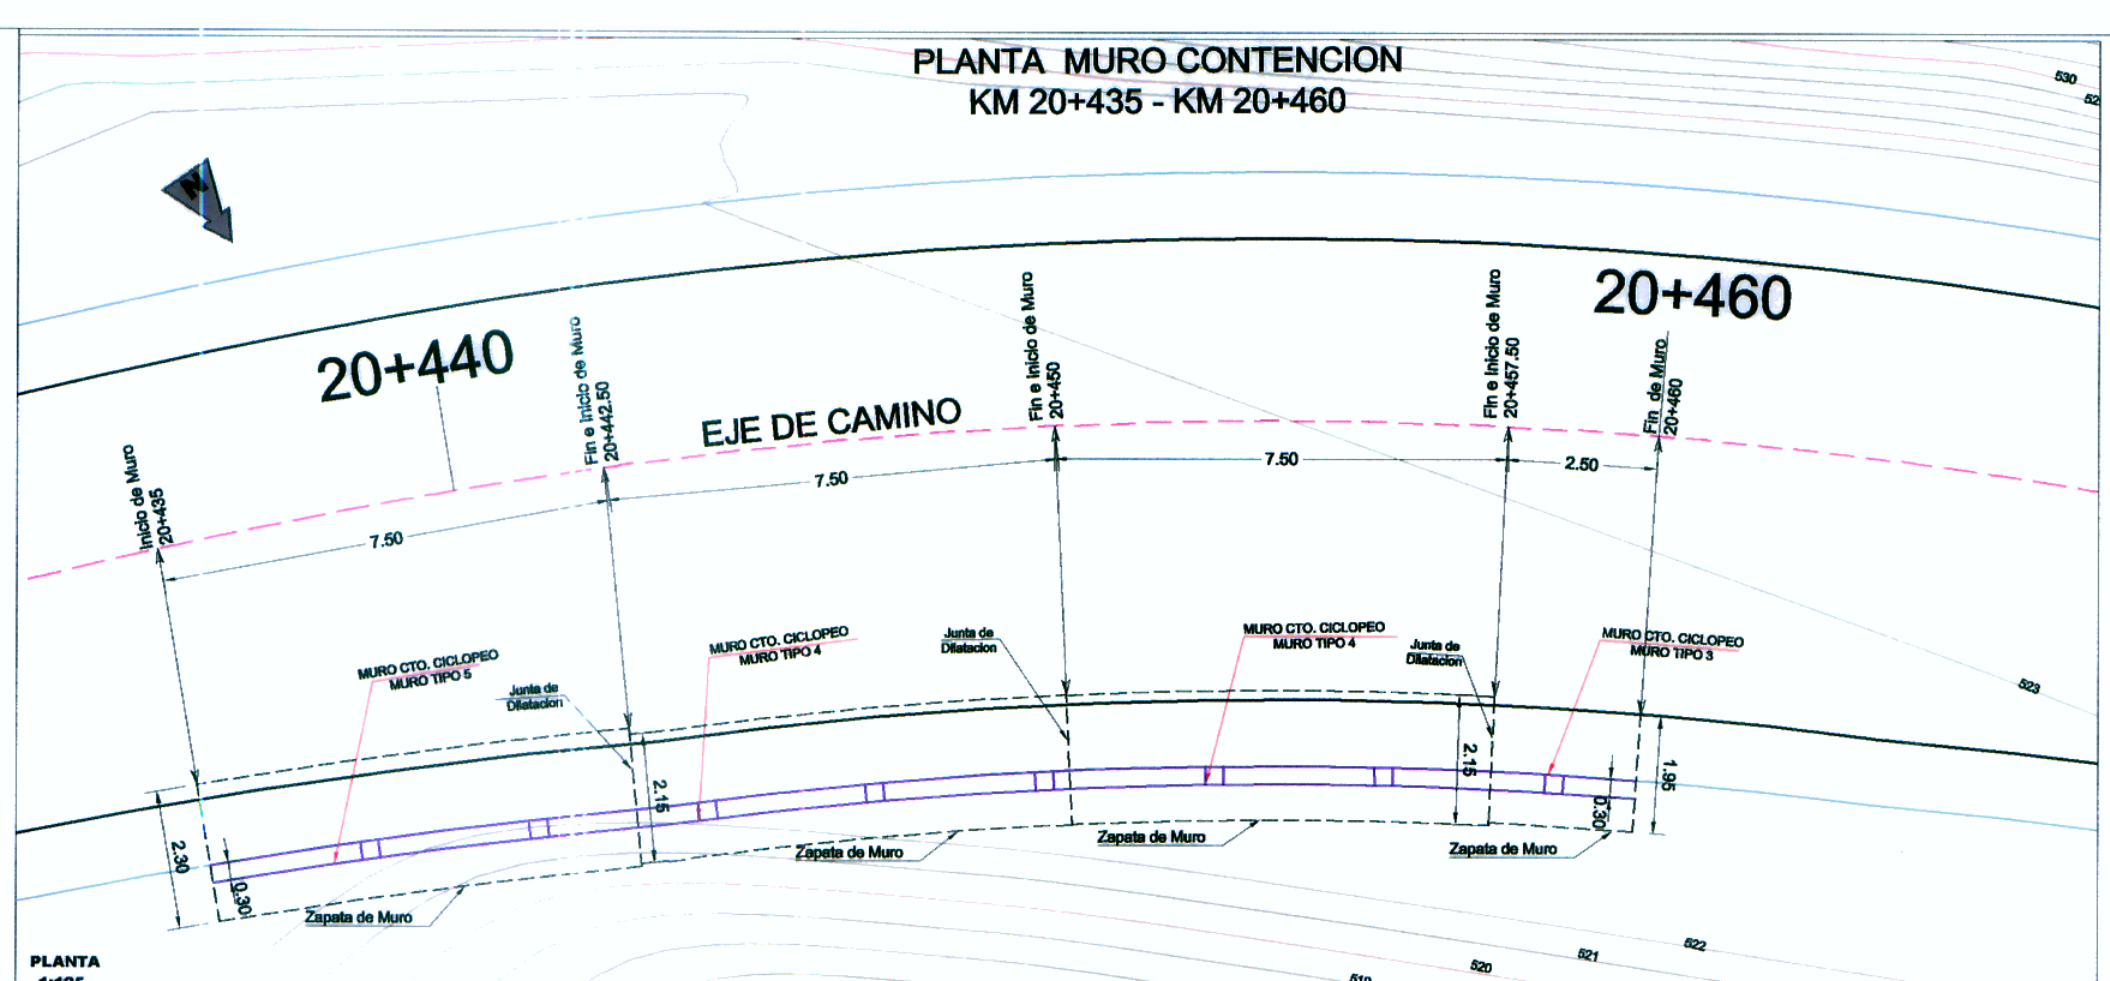 PLANTA MURO CONTENCION
KM 20+435 - KM 20+460
530
N
20+460
20+440
EJE DE CAMINO
Inicio de Muro
20+435
Fin e Inicio de Muro
20+442.50
Fin e Inicio de Muro
20+450
Fin e Inicio de Muro
20+457.50
Fin de Muro
20+460
7.50
7.50
7.50
2.50
MURO CTO. CICLOPEO
MURO TIPO 5
Junta de
Dilatacion
MURO CTO. CICLOPEO
MURO TIPO 4
Junta de
Dilatacion
MURO CTO. CICLOPEO
MURO TIPO 4
Junta de
Dilatacion
MURO CTO. CICLOPEO
MURO TIPO 3
523
2.30
0.30
2.15
2.15
1.95
0.30
Zapata de Muro
Zapata de Muro
Zapata de Muro
Zapata de Muro
522
521
520
PLANTA